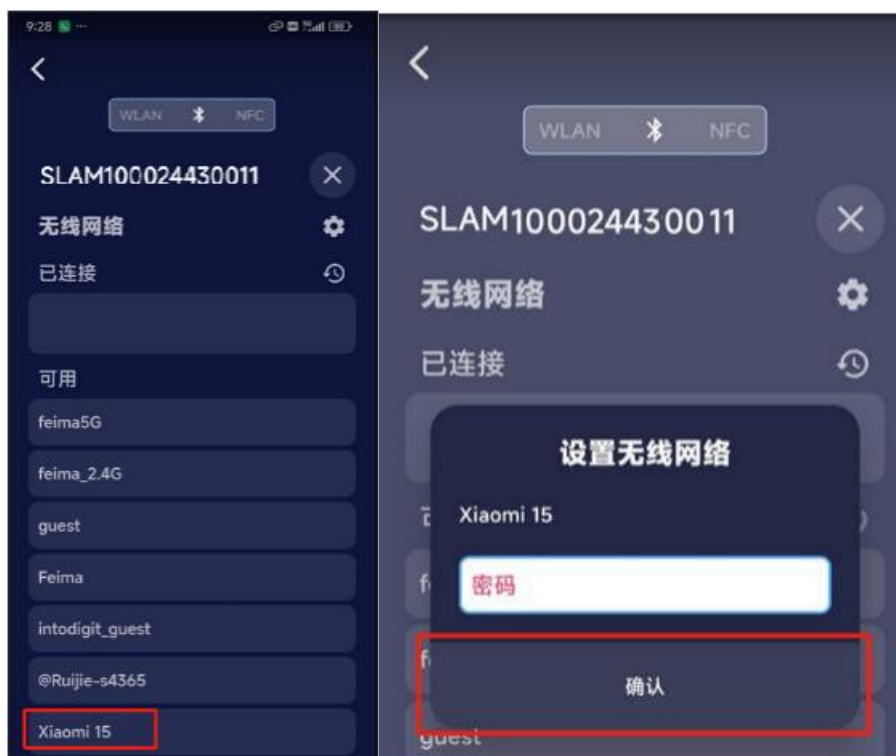 9:28
WLAN NFC
SLAM100024430011
无线网络
已连接
可用
feima5G
feima_2.4G
guest
Feima
intodigit_guest
@Ruijie-s4365
Xiaomi 15
WLAN NFC
SLAM100024430011
无线网络
已连接
设置无线网络
Xiaomi 15
密码
确认
guest